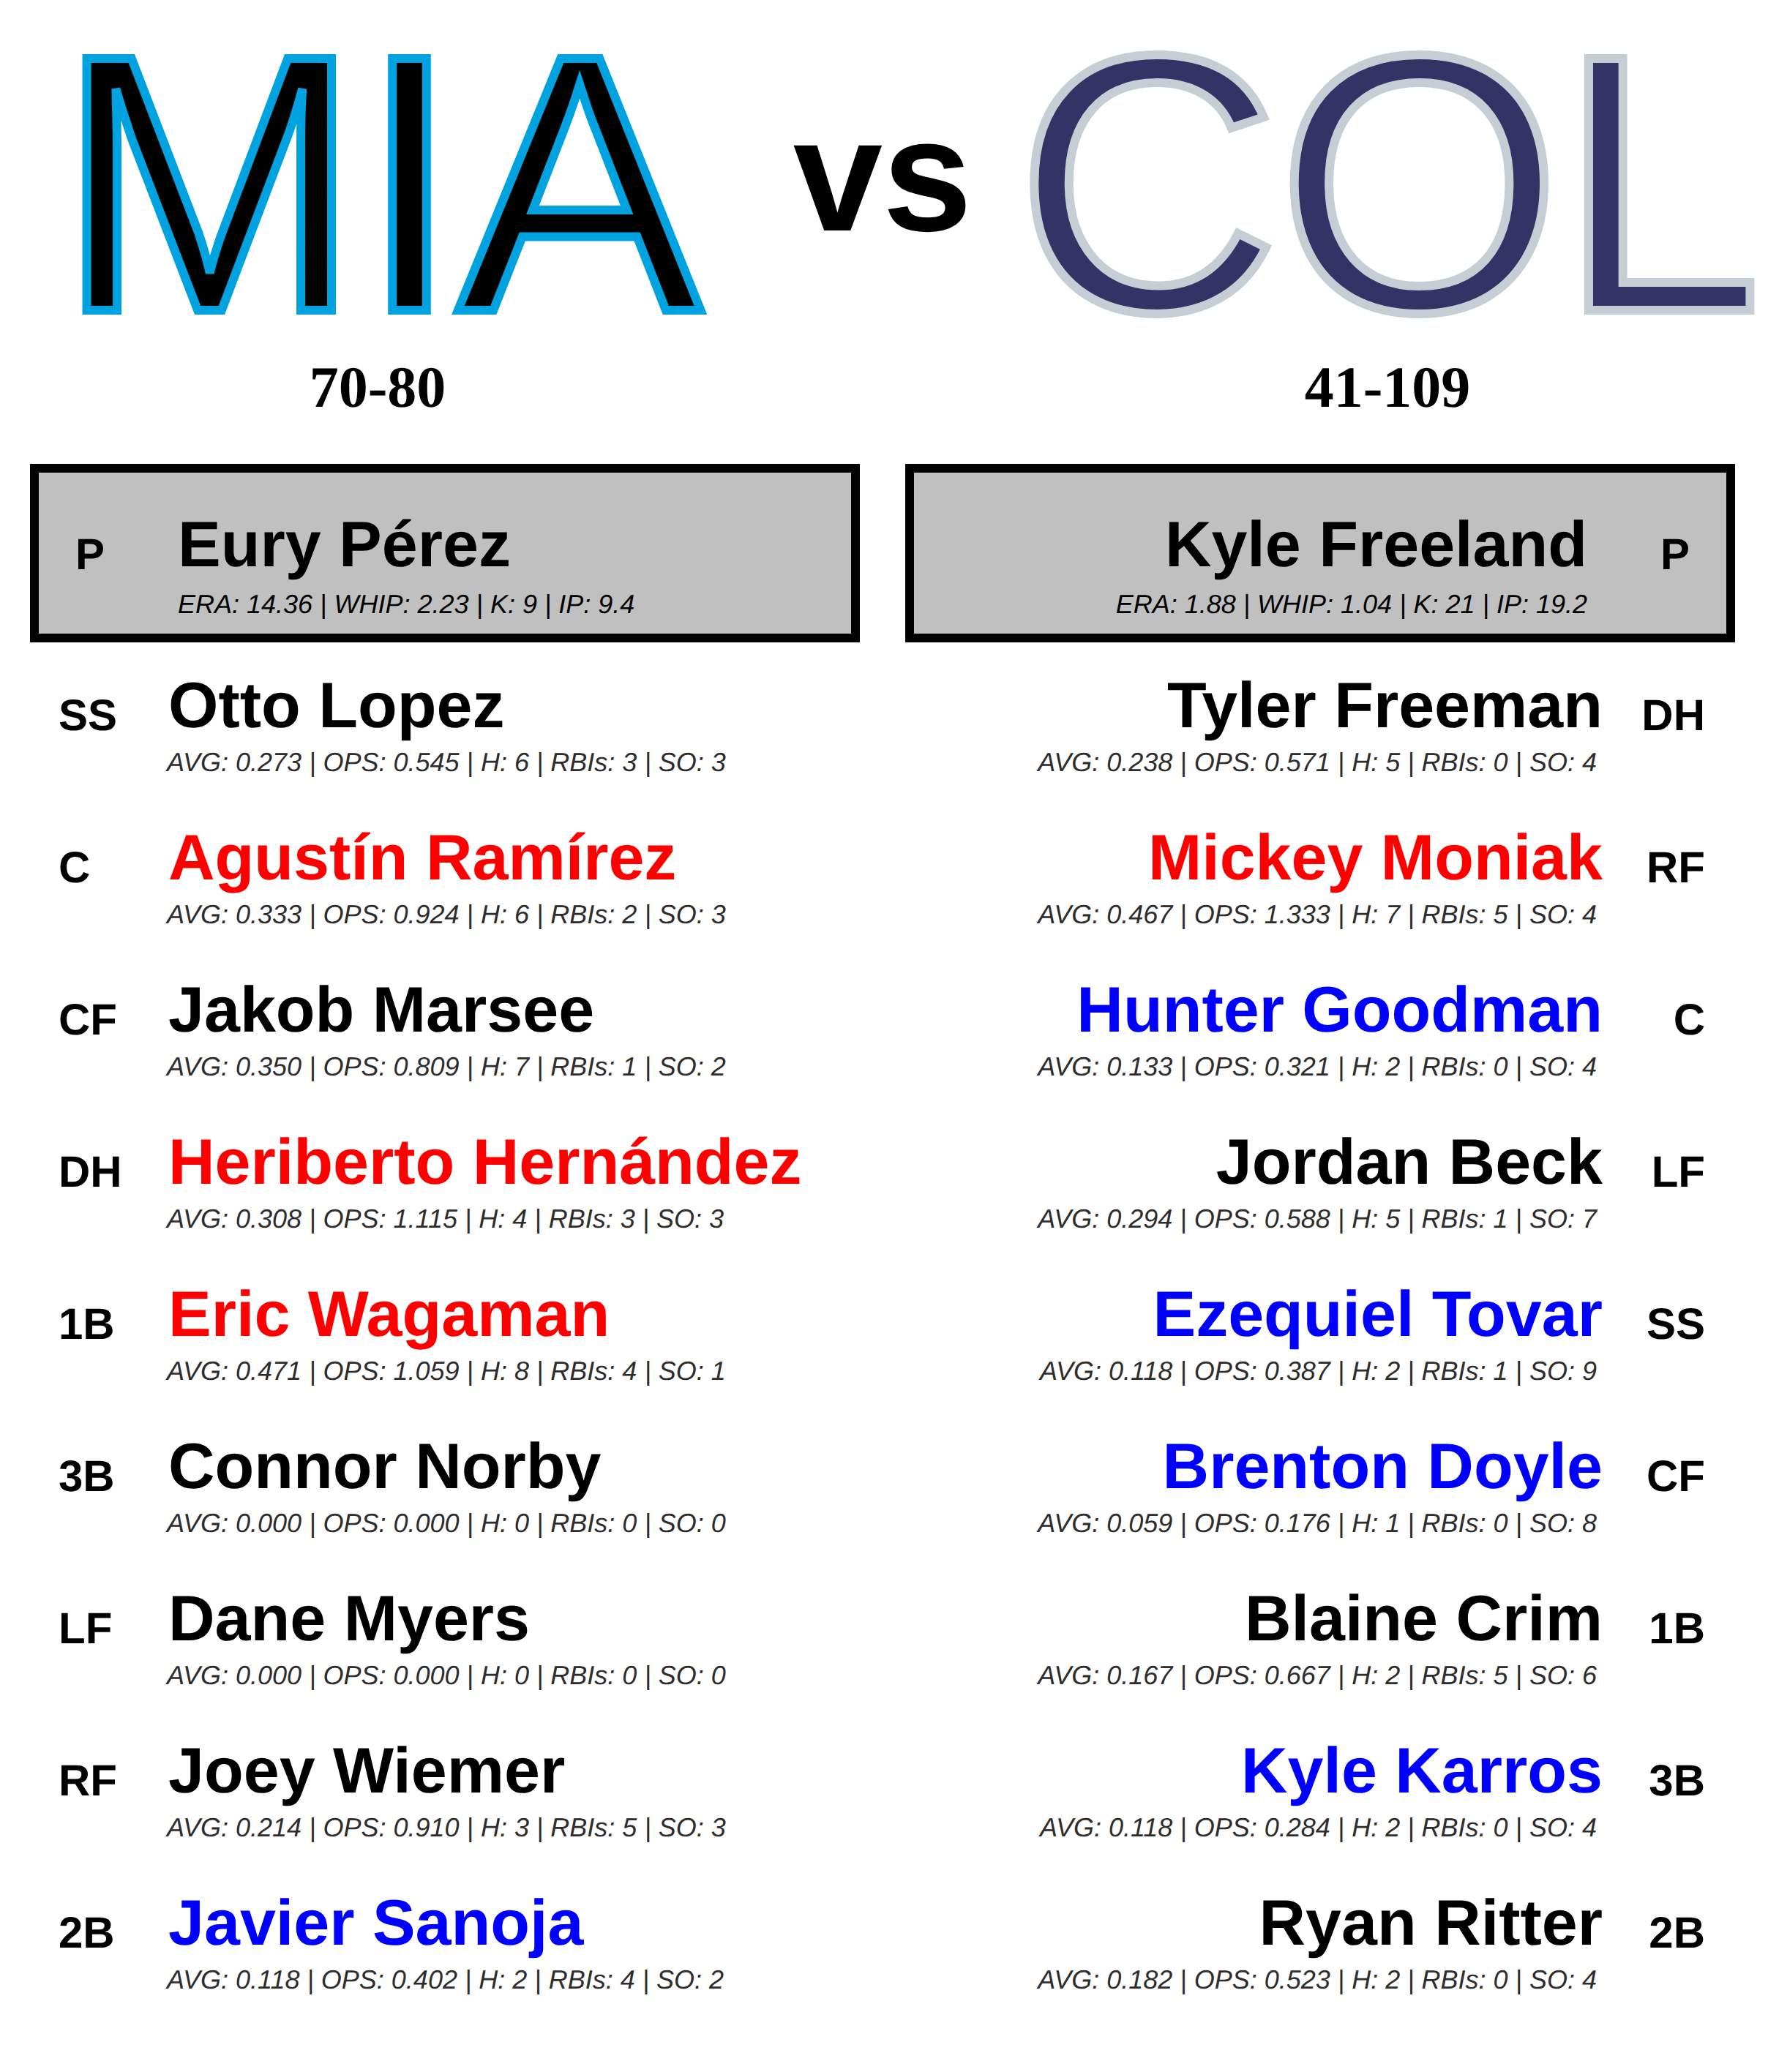 MIA vs COL
70-80 41-109
P Eury Pérez
ERA: 14.36 | WHIP: 2.23 | K: 9 | IP: 9.4
Kyle Freeland P
ERA: 1.88 | WHIP: 1.04 | K: 21 | IP: 19.2
SS Otto Lopez
AVG: 0.273 | OPS: 0.545 | H: 6 | RBIs: 3 | SO: 3
C Agustín Ramírez
AVG: 0.333 | OPS: 0.924 | H: 6 | RBIs: 2 | SO: 3
CF Jakob Marsee
AVG: 0.350 | OPS: 0.809 | H: 7 | RBIs: 1 | SO: 2
DH Heriberto Hernández
AVG: 0.308 | OPS: 1.115 | H: 4 | RBIs: 3 | SO: 3
1B Eric Wagaman
AVG: 0.471 | OPS: 1.059 | H: 8 | RBIs: 4 | SO: 1
3B Connor Norby
AVG: 0.000 | OPS: 0.000 | H: 0 | RBIs: 0 | SO: 0
LF Dane Myers
AVG: 0.000 | OPS: 0.000 | H: 0 | RBIs: 0 | SO: 0
RF Joey Wiemer
AVG: 0.214 | OPS: 0.910 | H: 3 | RBIs: 5 | SO: 3
2B Javier Sanoja
AVG: 0.118 | OPS: 0.402 | H: 2 | RBIs: 4 | SO: 2
Tyler Freeman DH
AVG: 0.238 | OPS: 0.571 | H: 5 | RBIs: 0 | SO: 4
Mickey Moniak RF
AVG: 0.467 | OPS: 1.333 | H: 7 | RBIs: 5 | SO: 4
Hunter Goodman C
AVG: 0.133 | OPS: 0.321 | H: 2 | RBIs: 0 | SO: 4
Jordan Beck LF
AVG: 0.294 | OPS: 0.588 | H: 5 | RBIs: 1 | SO: 7
Ezequiel Tovar SS
AVG: 0.118 | OPS: 0.387 | H: 2 | RBIs: 1 | SO: 9
Brenton Doyle CF
AVG: 0.059 | OPS: 0.176 | H: 1 | RBIs: 0 | SO: 8
Blaine Crim 1B
AVG: 0.167 | OPS: 0.667 | H: 2 | RBIs: 5 | SO: 6
Kyle Karros 3B
AVG: 0.118 | OPS: 0.284 | H: 2 | RBIs: 0 | SO: 4
Ryan Ritter 2B
AVG: 0.182 | OPS: 0.523 | H: 2 | RBIs: 0 | SO: 4